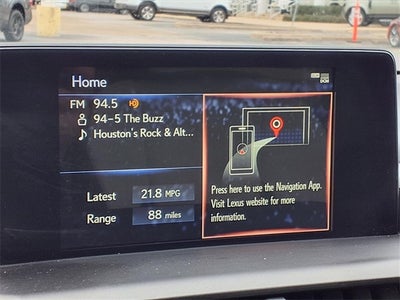 Home
FM 94.5
94-5 The Buzz
Houston's Rock & Alt...
Latest 21.8 MPG
Range 88 miles
Press here to use the Navigation App.
Visit Lexus website for more
information.